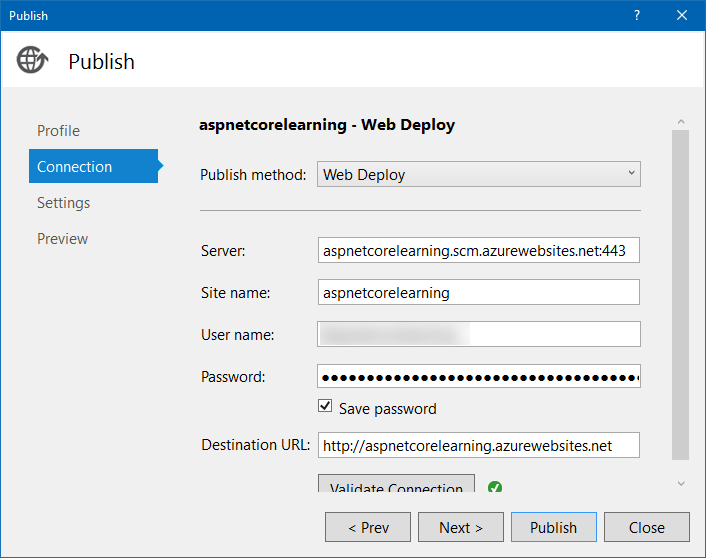 Publish
?
Publish
Profile
Connection
Settings
Preview
aspnetcorelearning - Web Deploy
Publish method: Web Deploy
Server: aspnetcorelearning.scm.azurewebsites.net:443
Site name: aspnetcorelearning
User name:
Password: ●●●●●●●●●●●●●●●●●●●●●●●●●●●●●●●●●●●●
Save password
Destination URL: http://aspnetcorelearning.azurewebsites.net
Validate Connection
< Prev Next > Publish Close